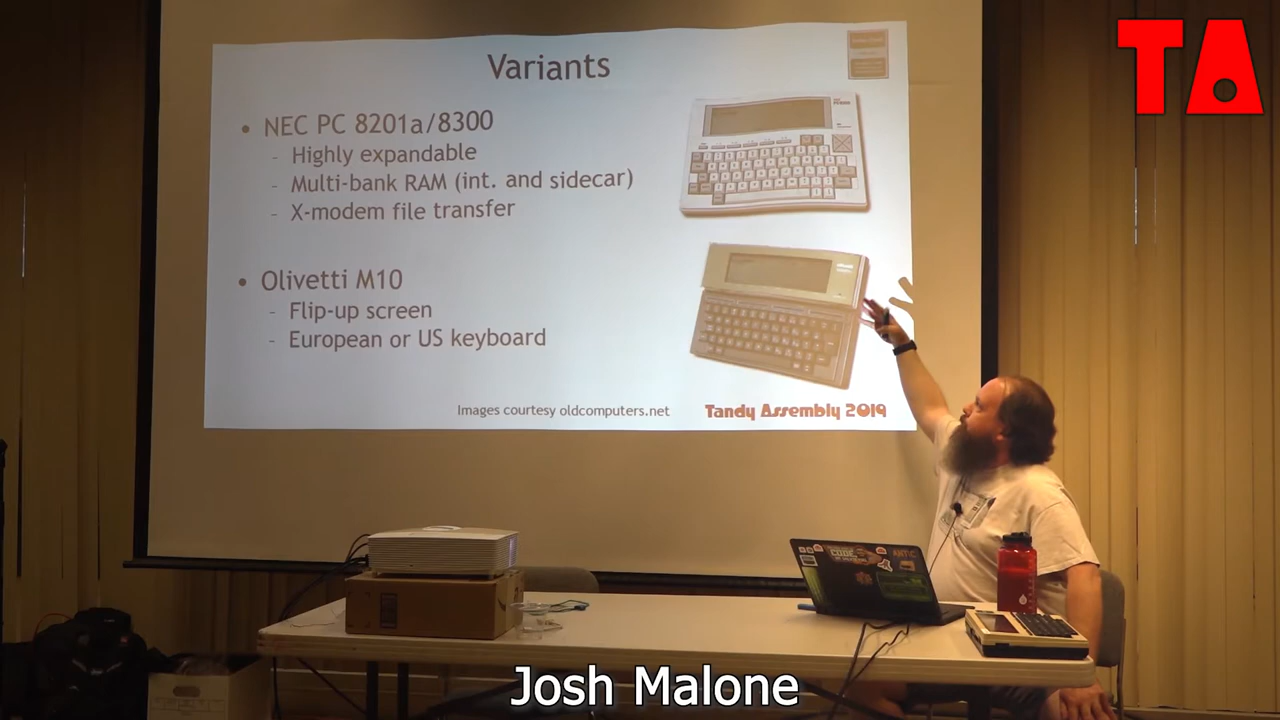 TA
Variants
• NEC PC 8201a/8300
- Highly expandable
- Multi-bank RAM (int. and sidecar)
- X-modem file transfer
• Olivetti M10
- Flip-up screen
- European or US keyboard
Images courtesy oldcomputers.net
Tandy Assembly 2019
ANTIC
Josh Malone